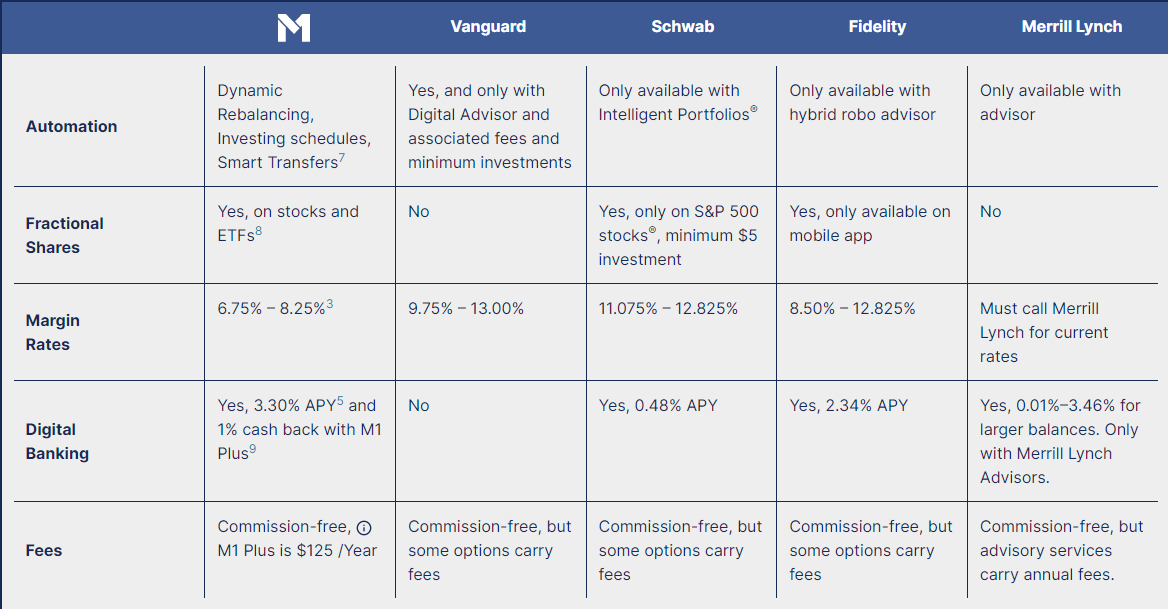 M Vanguard Schwab Fidelity Merrill Lynch
Automation
Dynamic
Rebalancing,
Investing schedules,
Smart Transfers7
Yes, and only with
Digital Advisor and
associated fees and
minimum investments
Only available with
Intelligent Portfolios®
Only available with
hybrid robo advisor
Only available with
advisor
Fractional
Shares
Yes, on stocks and
ETFs8
No
Yes, only on S&P 500
stocks®, minimum $5
investment
Yes, only available on
mobile app
No
Margin
Rates
6.75% – 8.25%3
9.75% – 13.00%
11.075% – 12.825%
8.50% – 12.825%
Must call Merrill
Lynch for current
rates
Digital
Banking
Yes, 3.30% APY5 and
1% cash back with M1
Plus9
No
Yes, 0.48% APY
Yes, 2.34% APY
Yes, 0.01%–3.46% for
larger balances. Only
with Merrill Lynch
Advisors.
Fees
Commission-free, ⓘ
M1 Plus is $125 /Year
Commission-free, but
some options carry
fees
Commission-free, but
some options carry
fees
Commission-free, but
some options carry
fees
Commission-free, but
advisory services
carry annual fees.